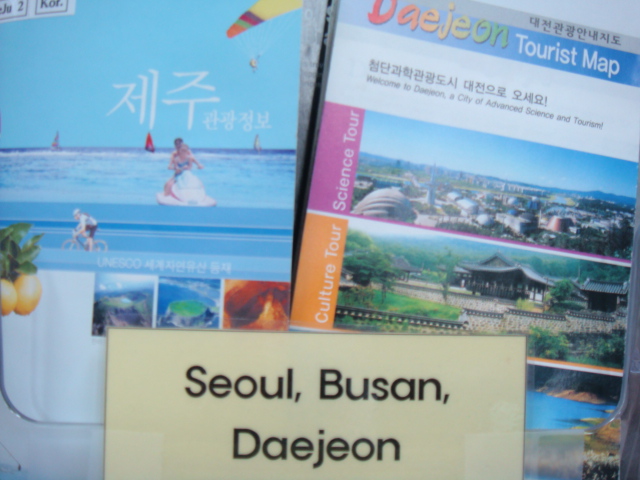 Kor.
제주
관광정보
UNESCO 세계자연유산 등재
Daejeon
대전관광안내지도
Tourist Map
첨단과학관광도시 대전으로 오세요!
Welcome to Daejeon, a City of Advanced Science and Tourism!
Science Tour
Culture Tour
Seoul, Busan,
Daejeon